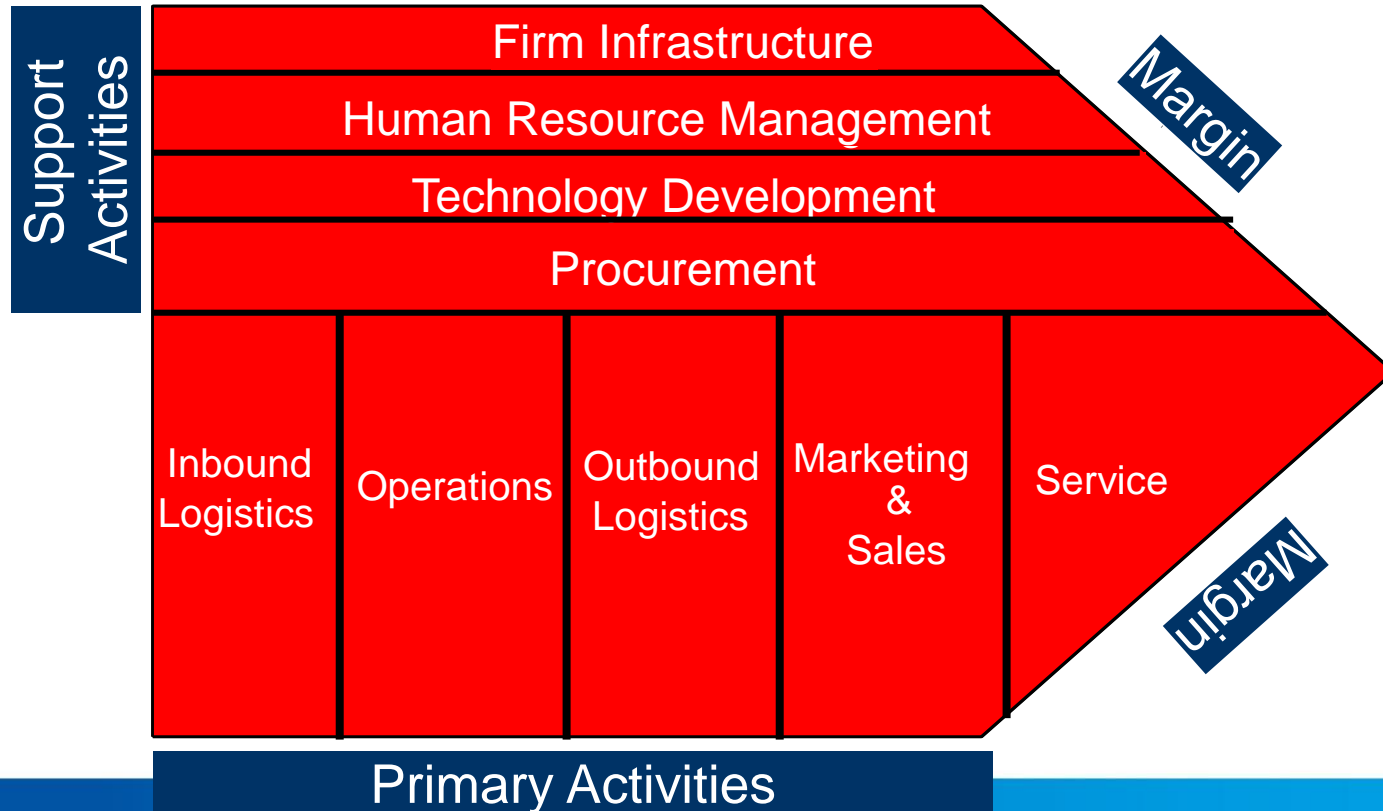 Support
Activities
Firm Infrastructure
Human Resource Management
Technology Development
Procurement
Margin
Inbound
Logistics
Operations
Outbound
Logistics
Marketing
&
Sales
Service
Margin
Primary Activities